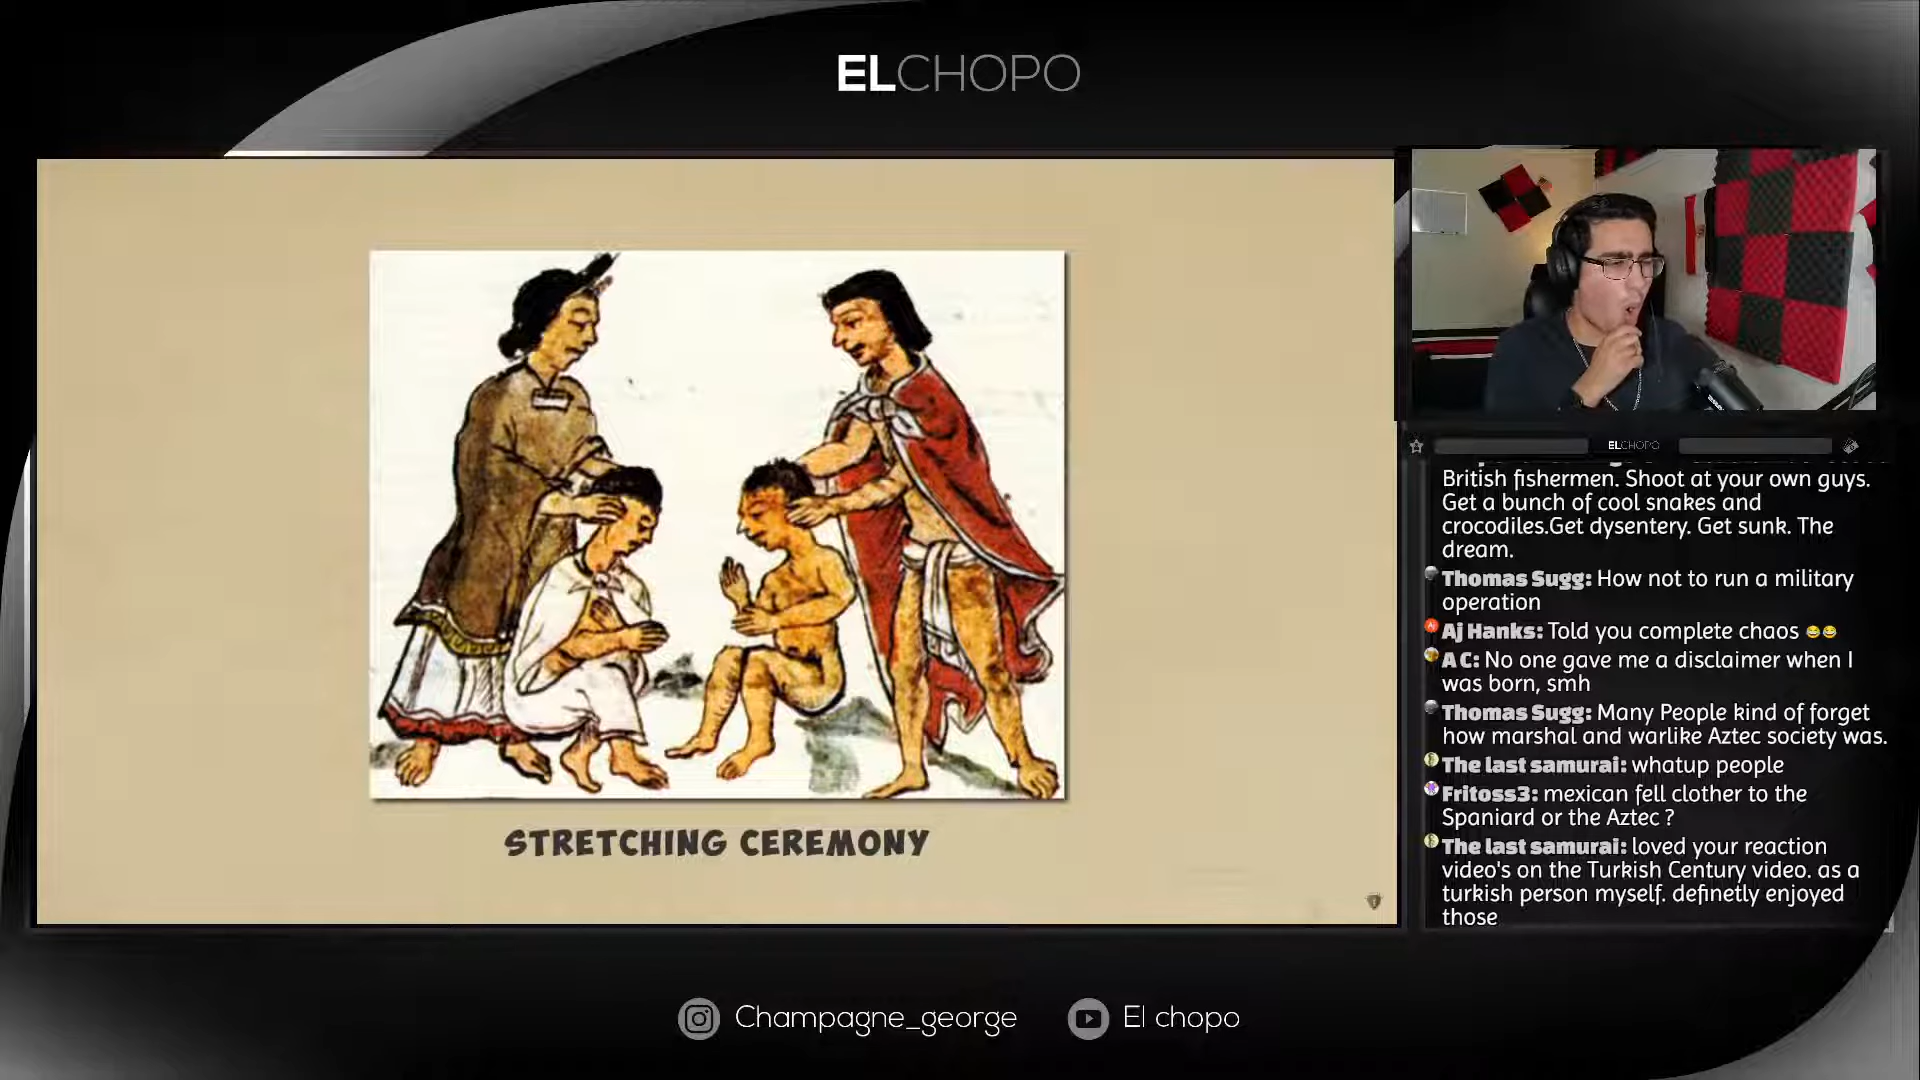 ELCHOPO
STRETCHING CEREMONY
ELCHOPO
British fishermen. Shoot at your own guys.
Get a bunch of cool snakes and
crocodiles.Get dysentery. Get sunk. The
dream.
Thomas Sugg: How not to run a military
operation
Aj Hanks: Told you complete chaos 😂😂
A C: No one gave me a disclaimer when I
was born, smh
Thomas Sugg: Many People kind of forget
how marshal and warlike Aztec society was.
The last samurai: whatup people
Fritoss3: mexican fell clother to the
Spaniard or the Aztec ?
The last samurai: loved your reaction
video's on the Turkish Century video. as a
turkish person myself. definetly enjoyed
those
Champagne_george
El chopo